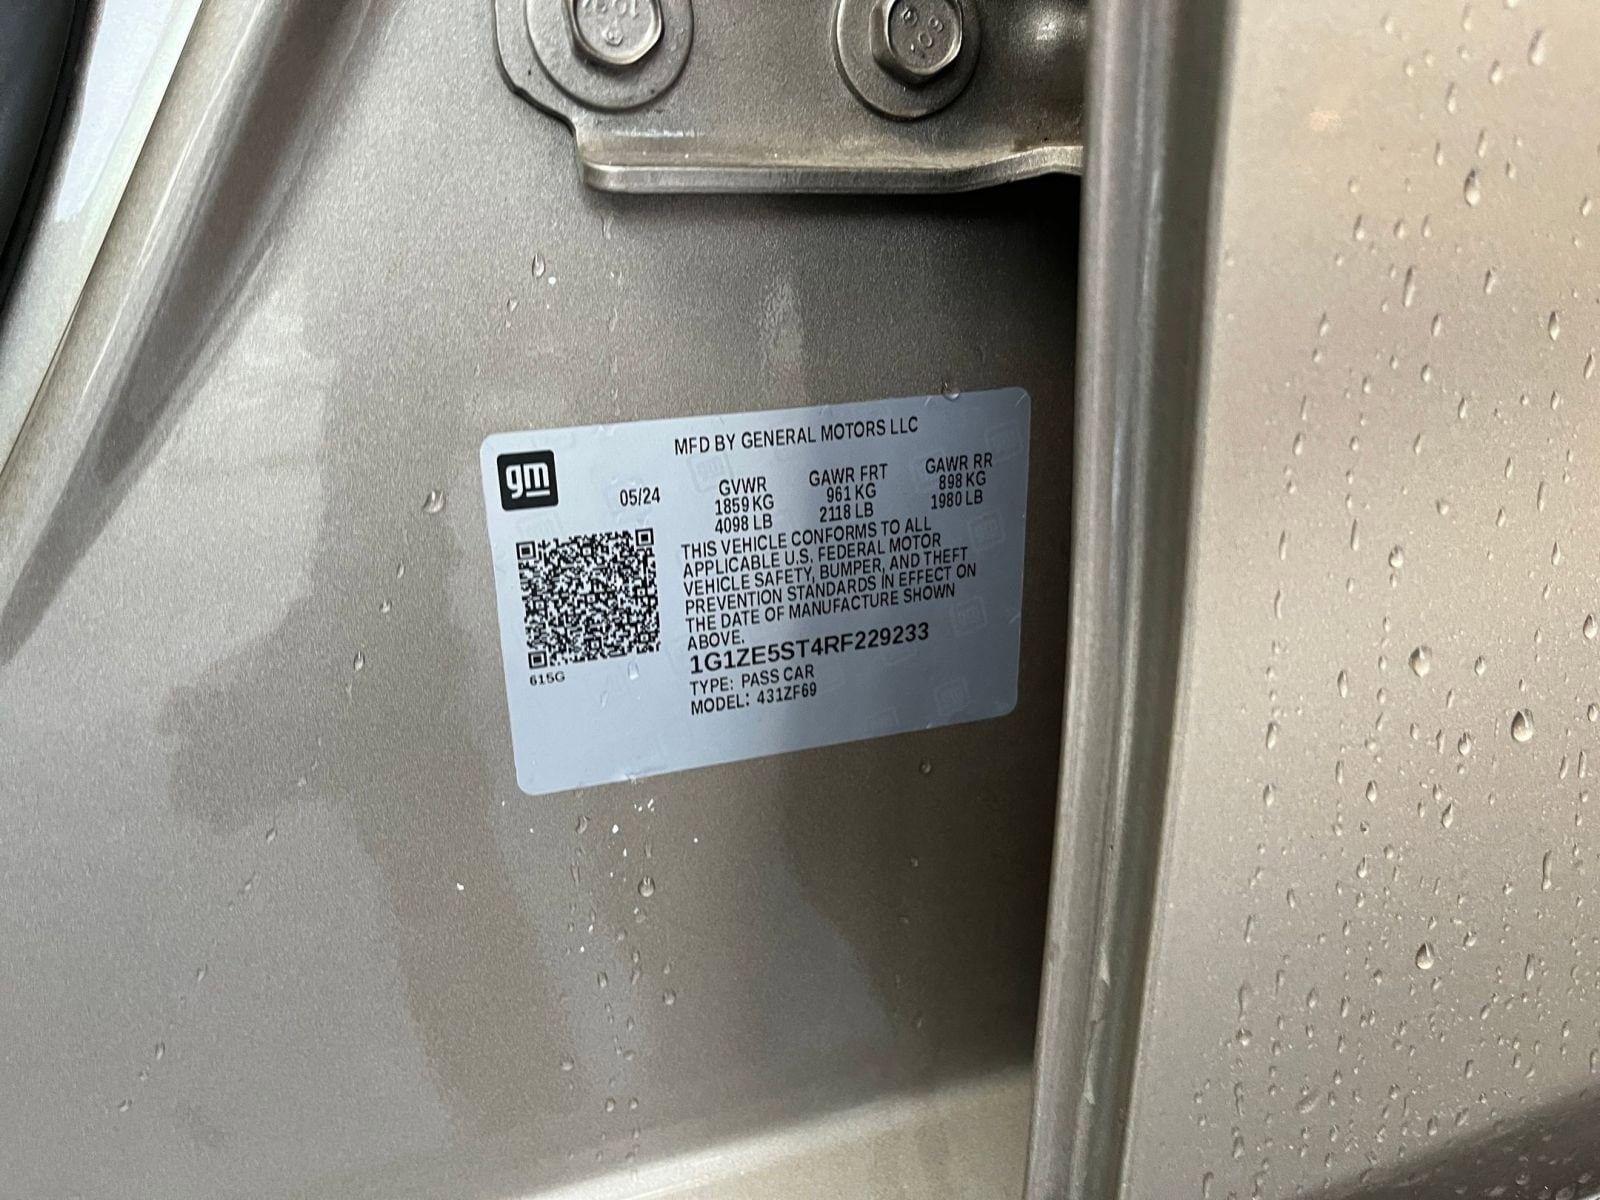 109
MFD BY GENERAL MOTORS LLC
gm
05/24
GVWR GAWR FRT GAWR RR
1859 KG 961 KG 898 KG
4098 LB 2118 LB 1980 LB
THIS VEHICLE CONFORMS TO ALL
APPLICABLE U.S. FEDERAL MOTOR
VEHICLE SAFETY, BUMPER, AND THEFT
PREVENTION STANDARDS IN EFFECT ON
THE DATE OF MANUFACTURE SHOWN
ABOVE.
1G1ZE5ST4RF229233
TYPE: PASS CAR
MODEL: 431ZF69
615G